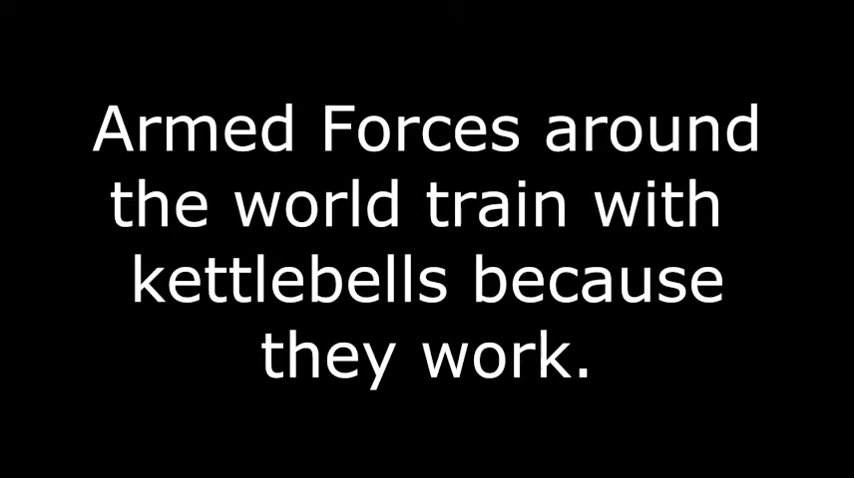 Armed Forces around
the world train with
kettlebells because
they work.